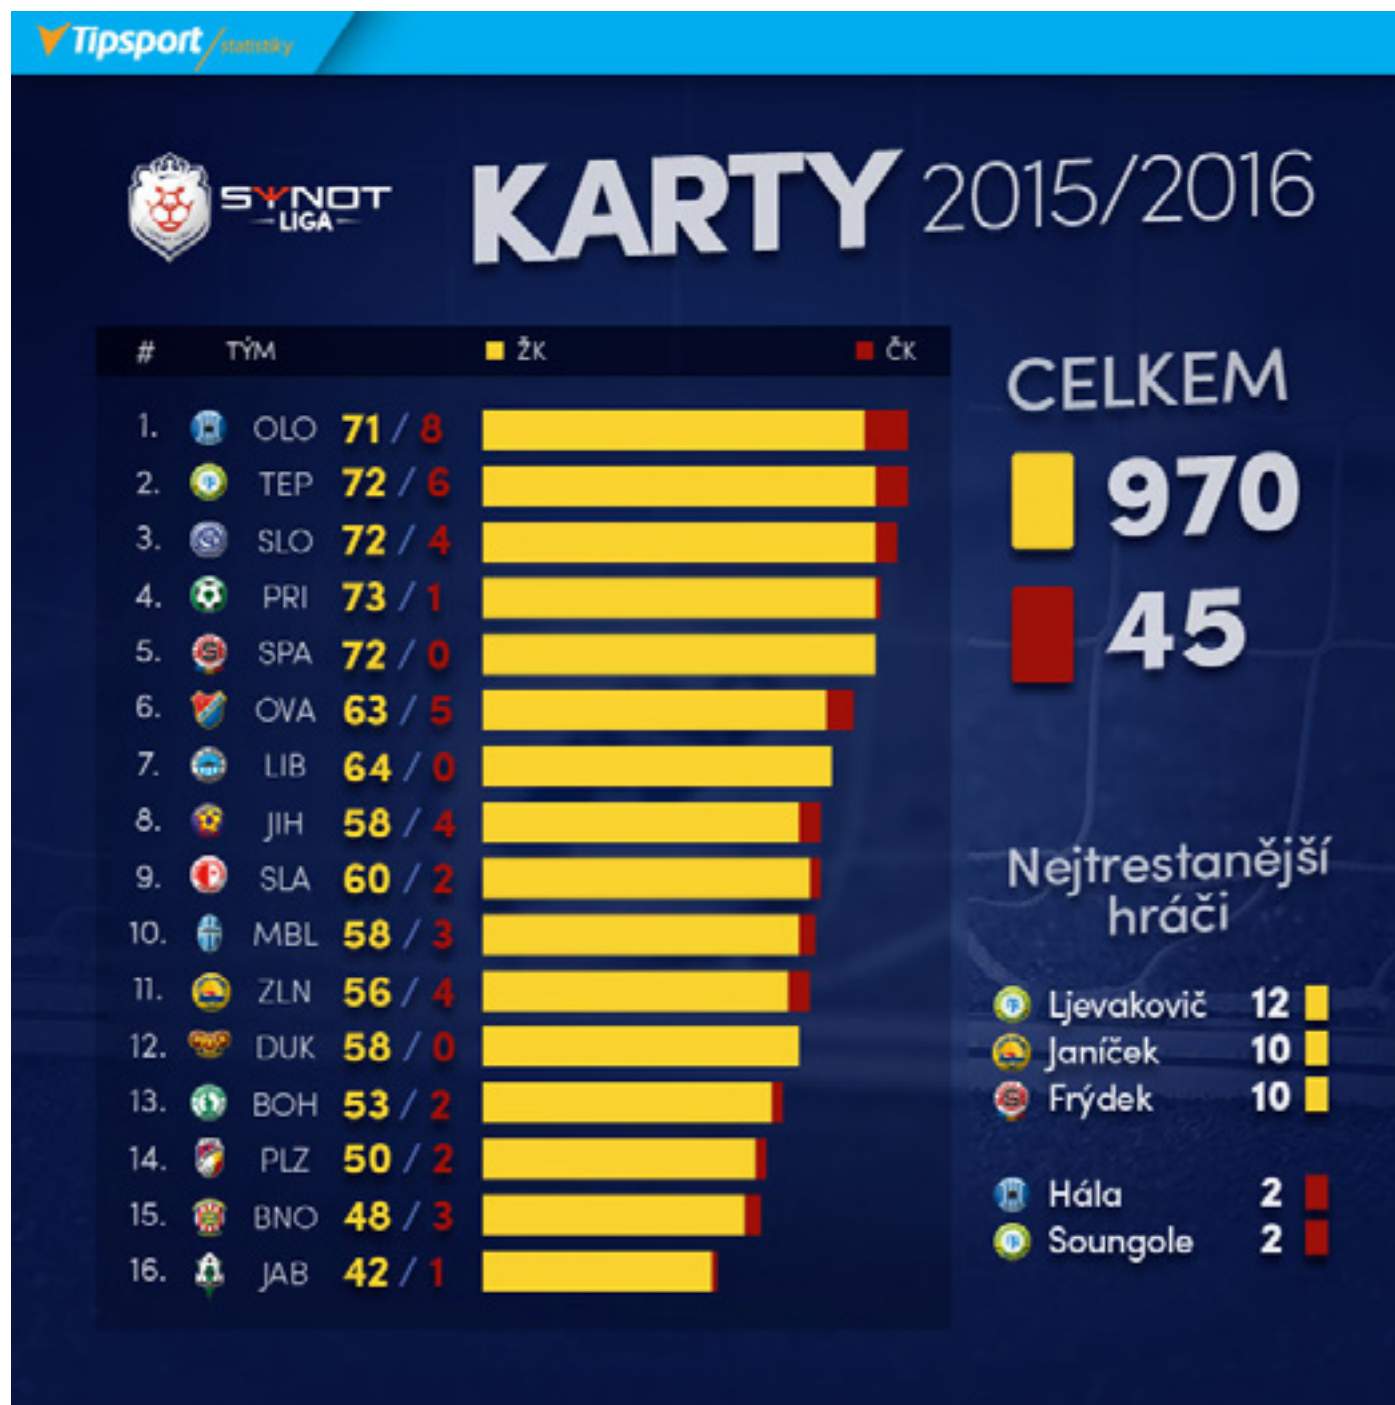 Tipsport/statistiky
SYNOT
LIGA
KARTY 2015/2016
# TÝM ŽK ČK
1. OLO 71 / 8
2. TEP 72 / 6
3. SLO 72 / 4
4. PRI 73 / 1
5. SPA 72 / 0
6. OVA 63 / 5
7. LIB 64 / 0
8. JIH 58 / 4
9. SLA 60 / 2
10. MBL 58 / 3
11. ZLN 56 / 4
12. DUK 58 / 0
13. BOH 53 / 2
14. PLZ 50 / 2
15. BNO 48 / 3
16. JAB 42 / 1
CELKEM
970
45
Nejtrestanější
hráči
Ljevakovič 12
Janíček 10
Frýdek 10
Hála 2
Soungole 2